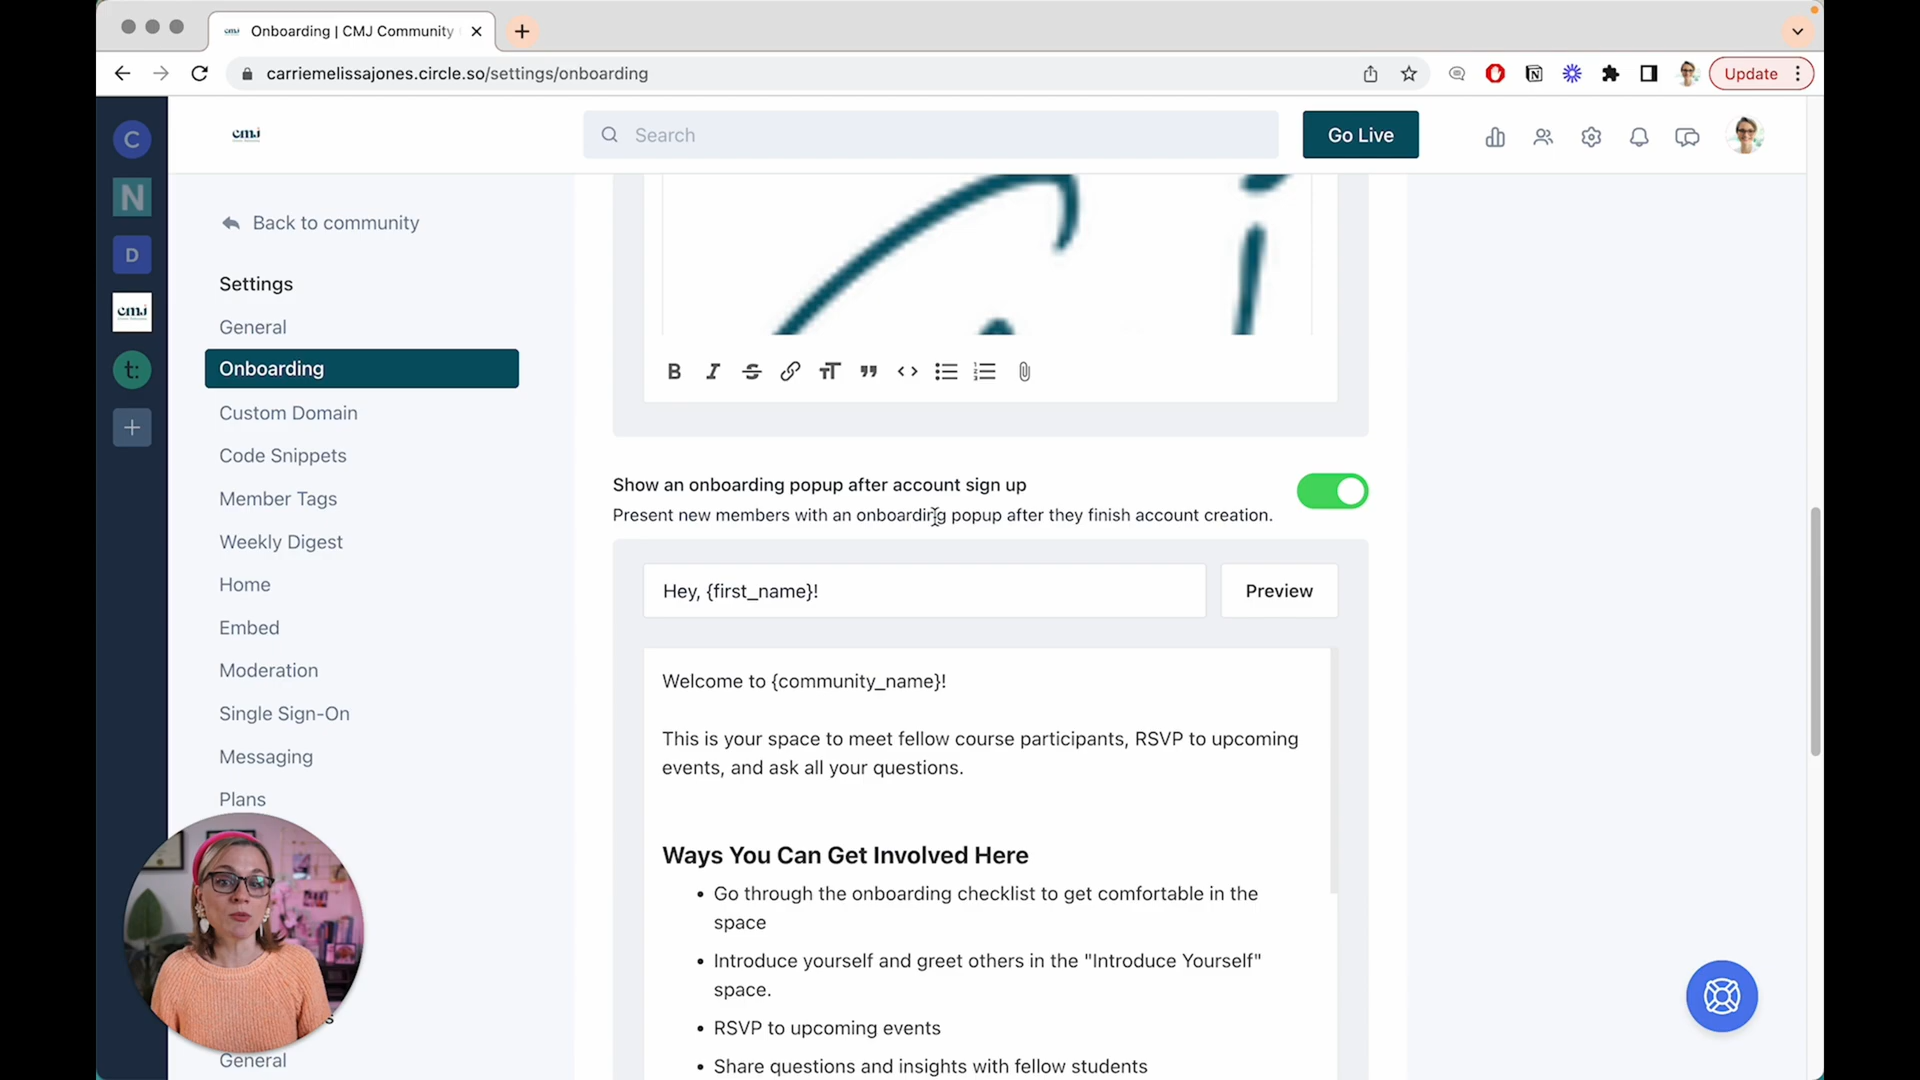 cmj Onboarding | CMJ Community
carriemelissajones.circle.so/settings/onboarding
Update
C
N
D
cmj
t:
cmj
Search
Go Live
Back to community
Settings
General
Onboarding
Custom Domain
Code Snippets
Member Tags
Weekly Digest
Home
Embed
Moderation
Single Sign-On
Messaging
Plans
General
B I S
Show an onboarding popup after account sign up
Present new members with an onboarding popup after they finish account creation.
Hey, {first_name}!
Preview
Welcome to {community_name}!
This is your space to meet fellow course participants, RSVP to upcoming
events, and ask all your questions.
Ways You Can Get Involved Here
• Go through the onboarding checklist to get comfortable in the
space
• Introduce yourself and greet others in the "Introduce Yourself"
space.
• RSVP to upcoming events
• Share questions and insights with fellow students